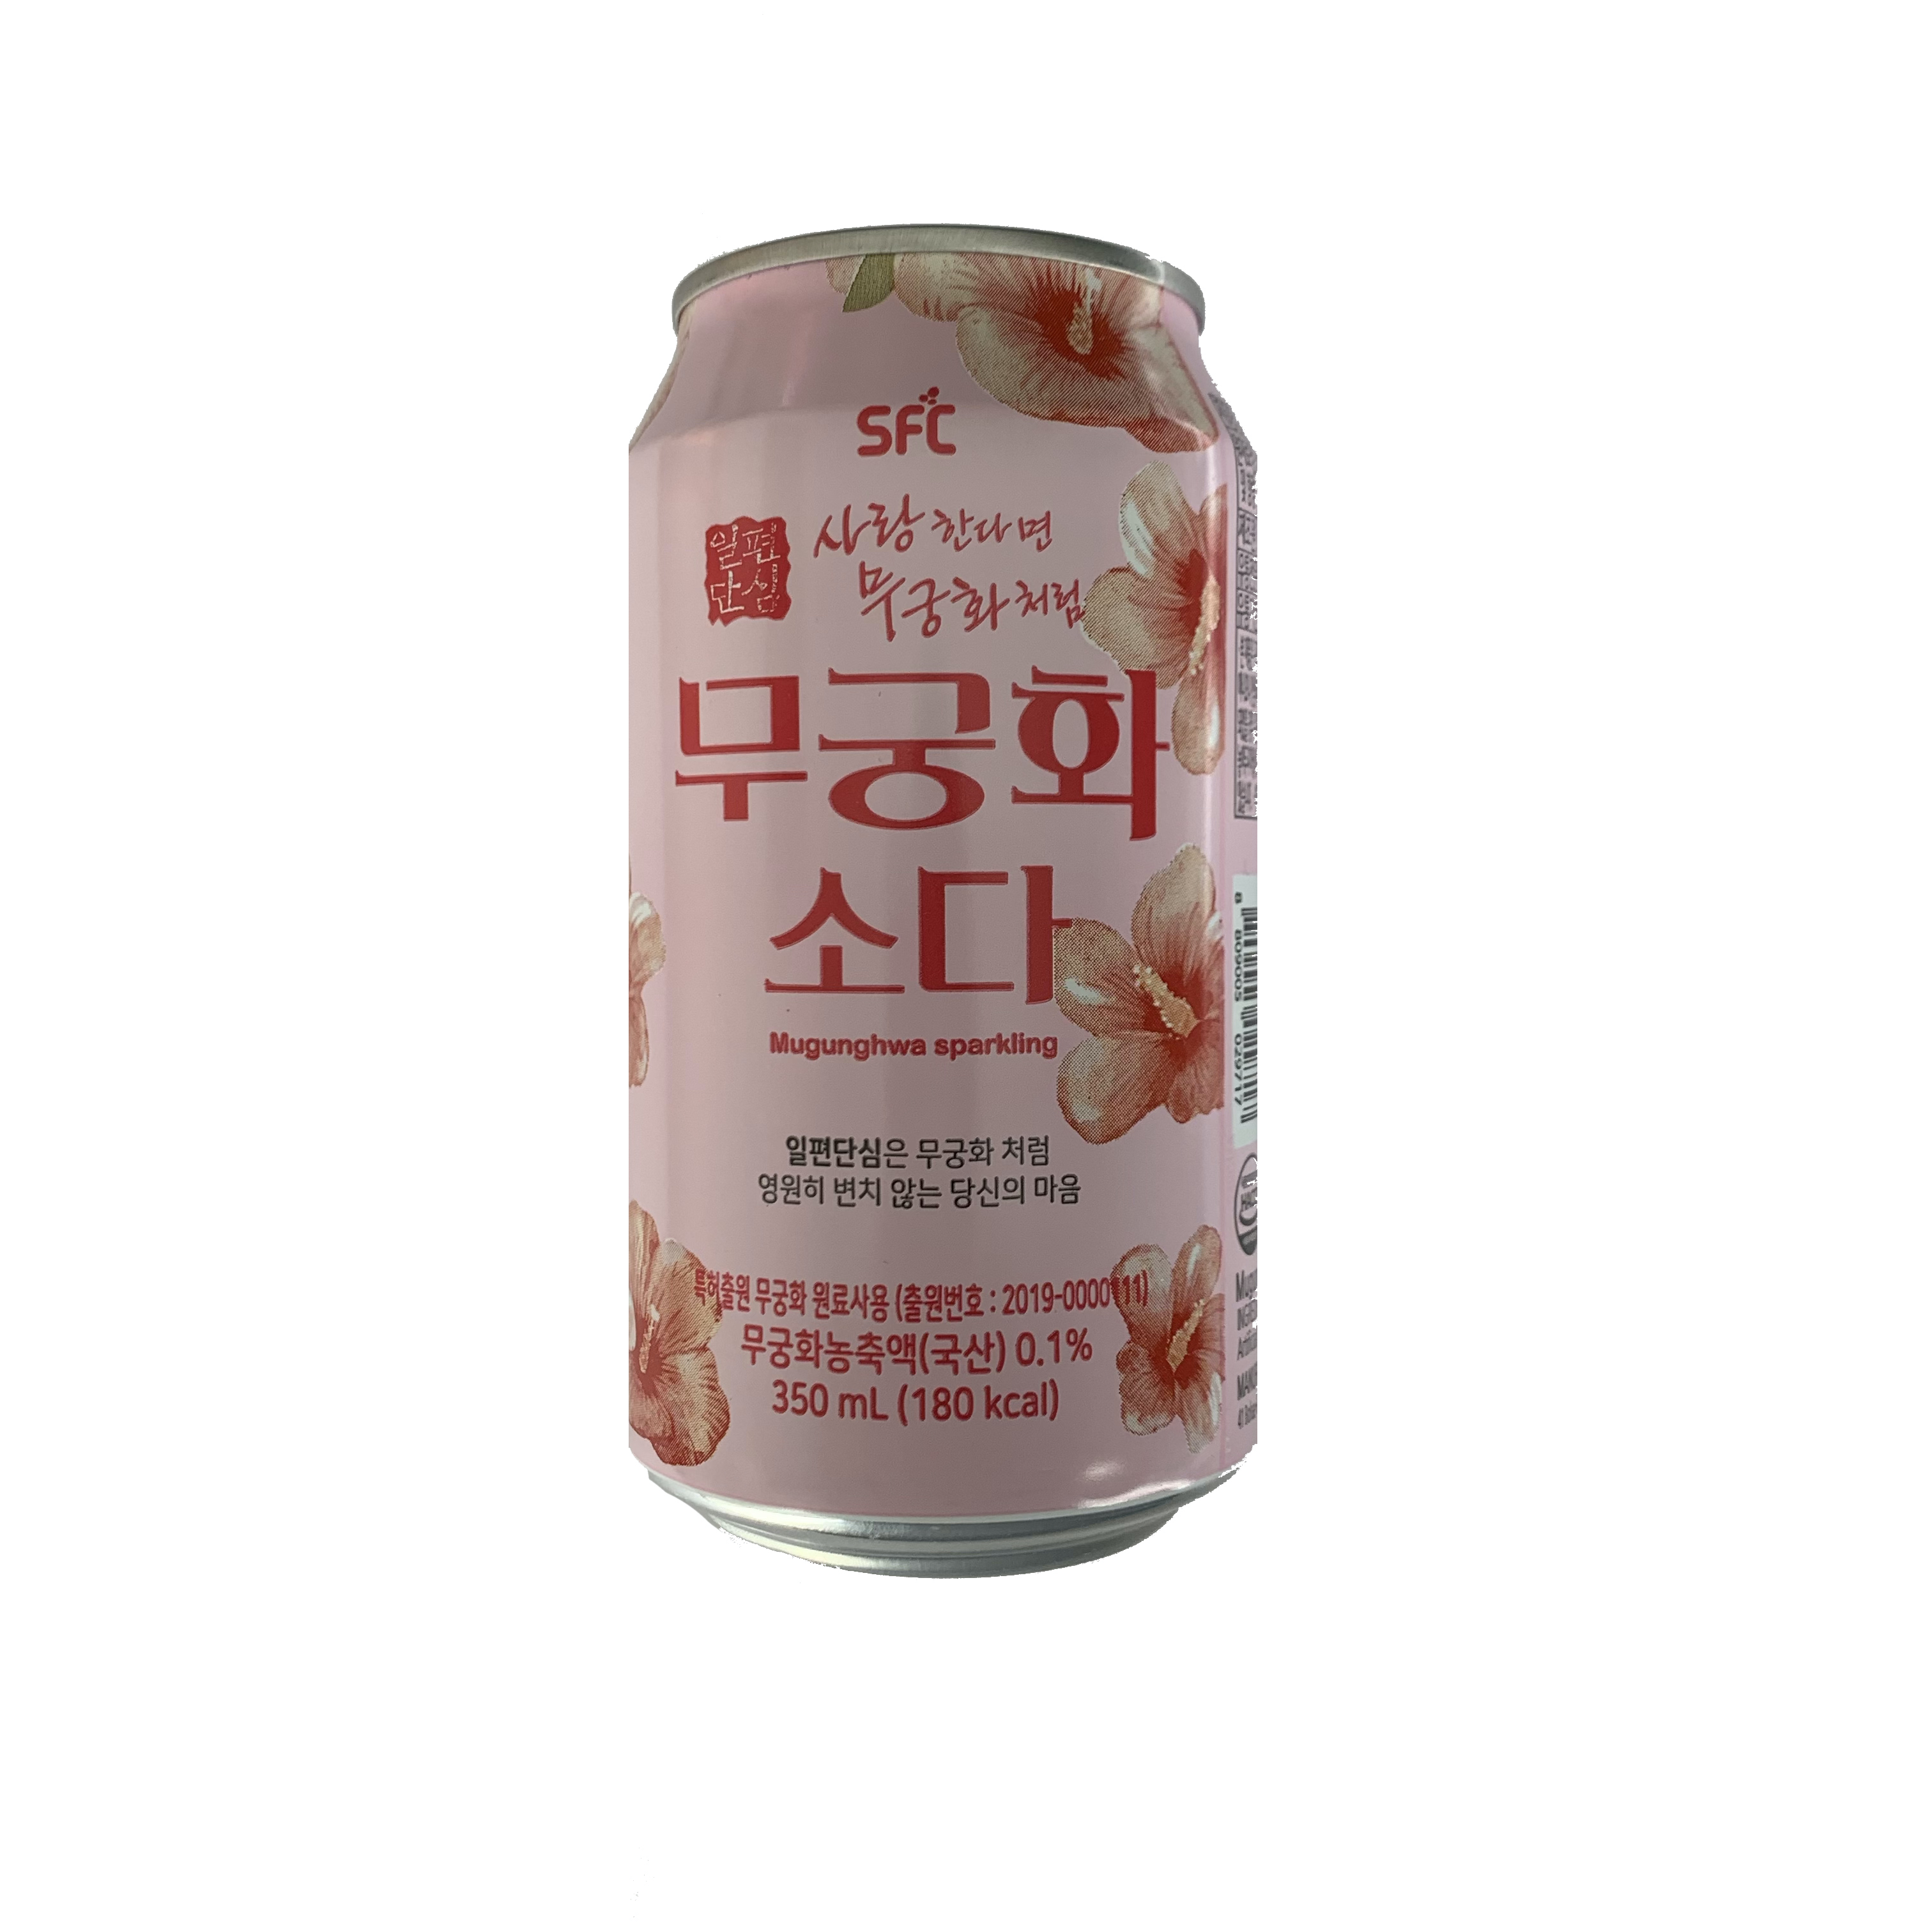 SFC
일편
단심
사랑한다면
무궁화처럼
무궁화
소다
Mugunghwa sparkling
일편단심은 무궁화 처럼
영원히 변치 않는 당신의 마음
특허출원 무궁화 원료사용 (출원번호 : 2019-0000111)
무궁화농축액(국산) 0.1%
350 mL (180 kcal)
8 809005 029717